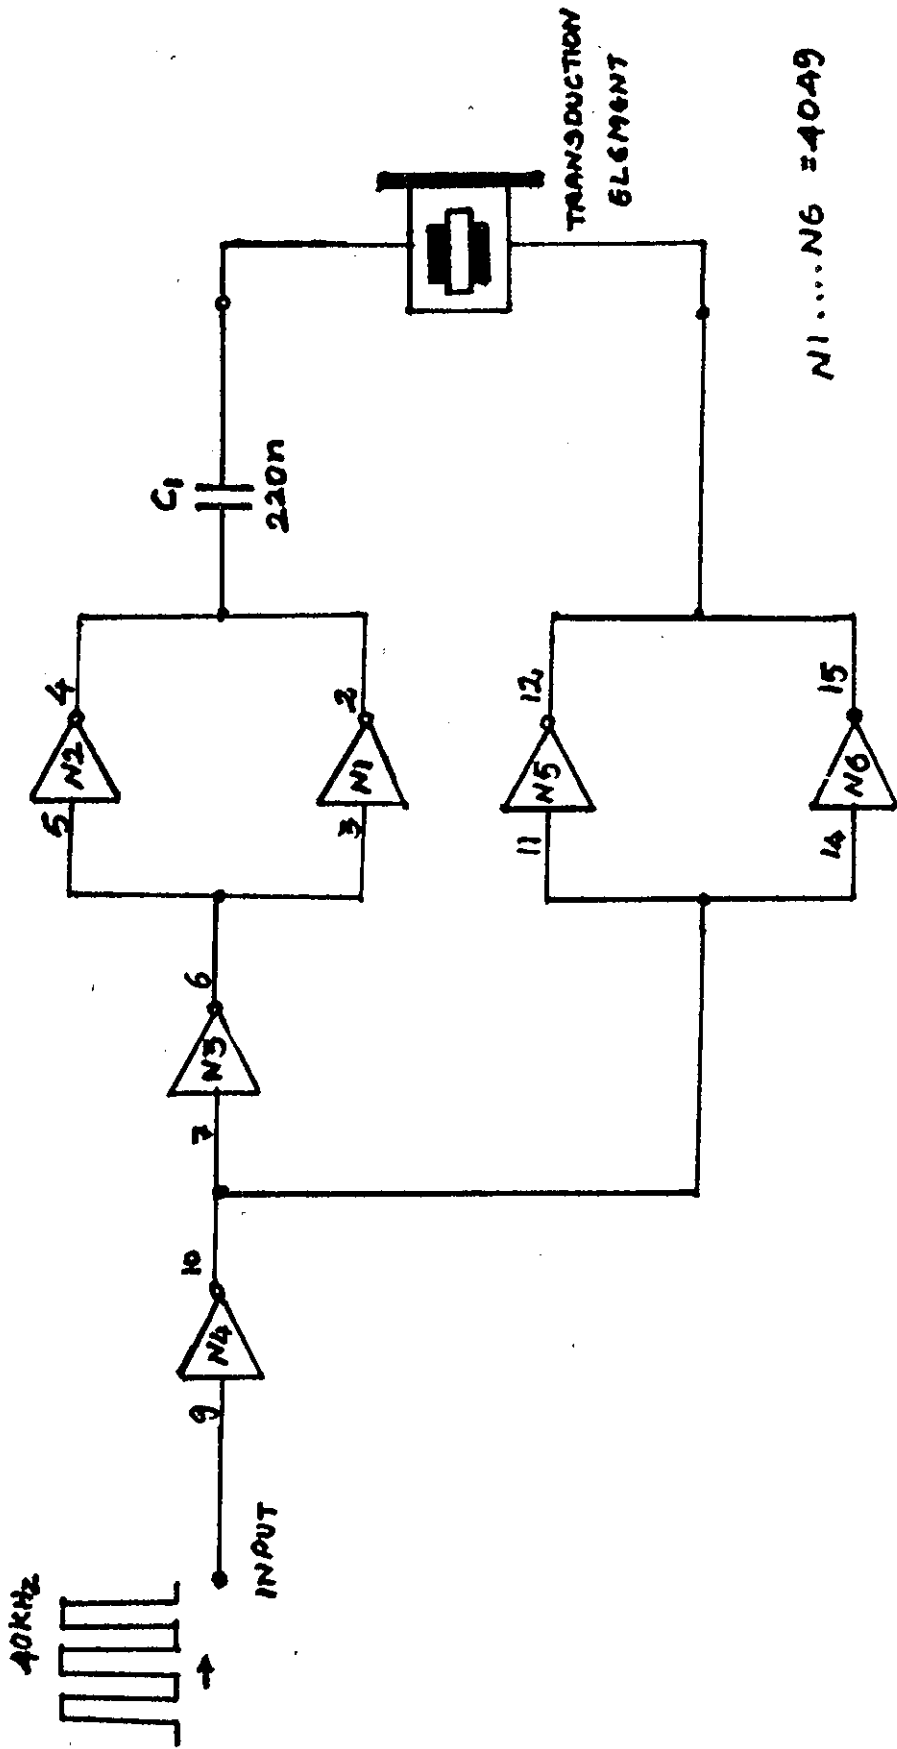 40KHz
INPUT
9
N4
10
7
N3
6
5
N2
4
3
N1
2
C1
220n
11
N5
12
14
N6
15
TRANSDUCTION
ELEMENT
N1.....N6 =4049